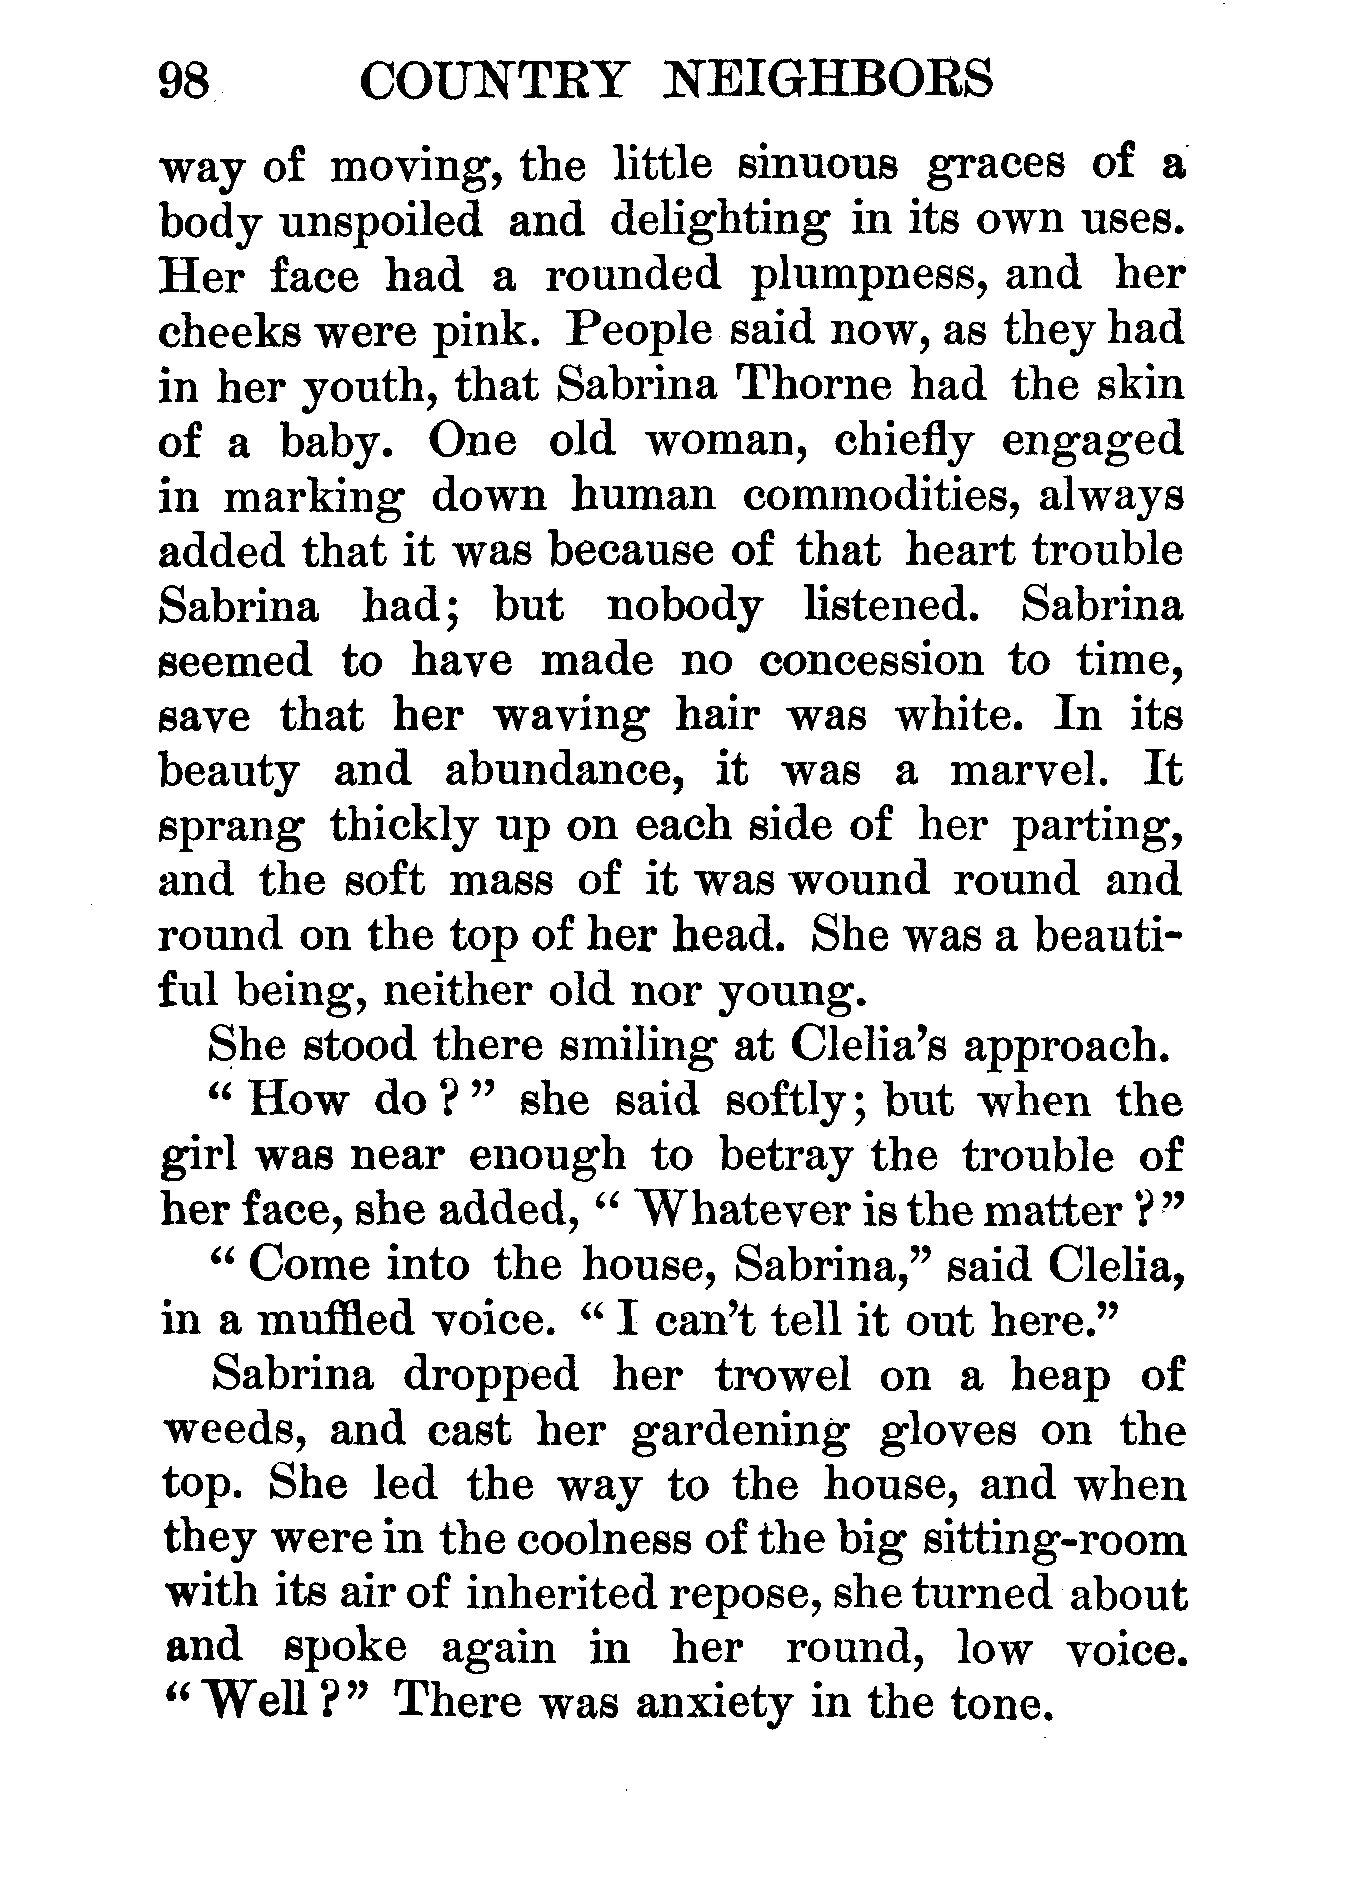 98 COUNTRY NEIGHBORS
way of moving, the little sinuous graces of a
body unspoiled and delighting in its own uses.
Her face had a rounded plumpness, and her
cheeks were pink. People said now, as they had
in her youth, that Sabrina Thorne had the skin
of a baby. One old woman, chiefly engaged
in marking down human commodities, always
added that it was because of that heart trouble
Sabrina had; but nobody listened. Sabrina
seemed to have made no concession to time,
save that her waving hair was white. In its
beauty and abundance, it was a marvel. It
sprang thickly up on each side of her parting,
and the soft mass of it was wound round and
round on the top of her head. She was a beauti-
ful being, neither old nor young.
She stood there smiling at Clelia's approach.
“ How do ? ” she said softly; but when the
girl was near enough to betray the trouble of
her face, she added, “ Whatever is the matter ?”
“ Come into the house, Sabrina,” said Clelia,
in a muffled voice. “ I can't tell it out here.”
Sabrina dropped her trowel on a heap of
weeds, and cast her gardening gloves on the
top. She led the way to the house, and when
they were in the coolness of the big sitting-room
with its air of inherited repose, she turned about
and spoke again in her round, low voice.
“ Well ?” There was anxiety in the tone.